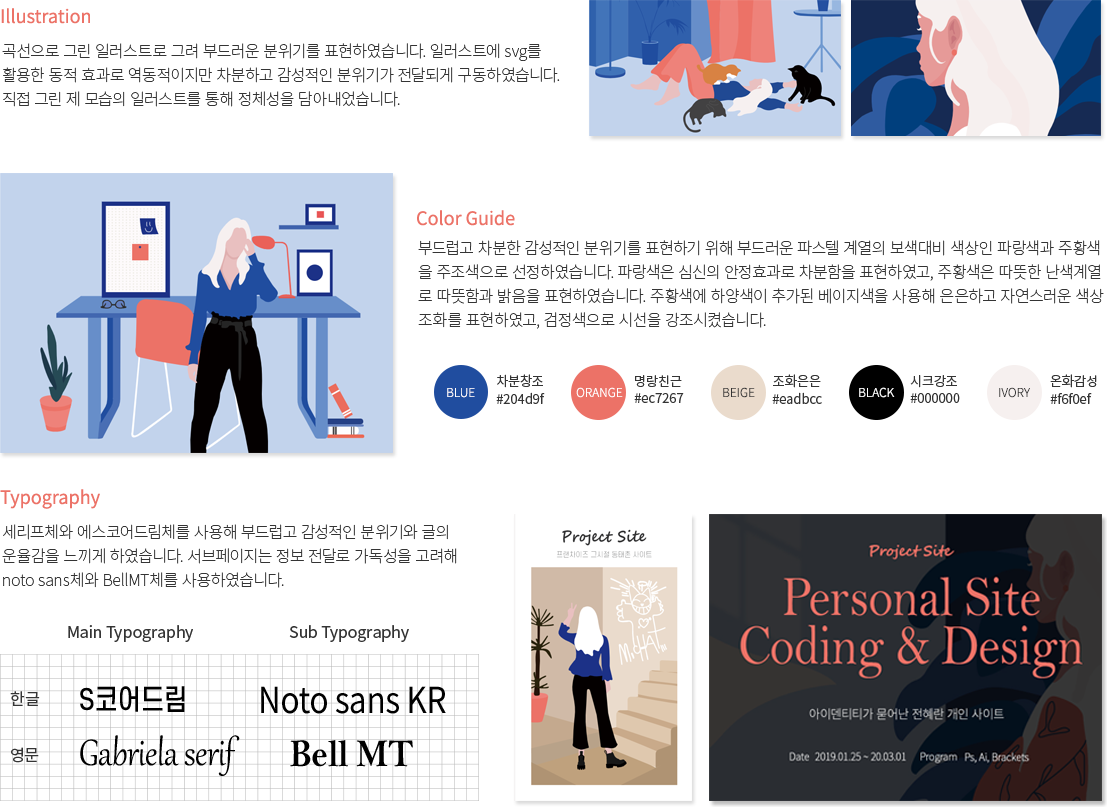 Illustration
곡선으로 그린 일러스트로 그려 부드러운 분위기를 표현하였습니다. 일러스트에 svg를
활용한 동적 효과로 역동적이지만 차분하고 감성적인 분위기가 전달되게 구동하였습니다.
직접 그린 제 모습의 일러스트를 통해 정체성을 담아내었습니다.
Color Guide
부드럽고 차분한 감성적인 분위기를 표현하기 위해 부드러운 파스텔 계열의 보색대비 색상인 파랑색과 주황색
을 주조색으로 선정하였습니다. 파랑색은 심신의 안정효과로 차분함을 표현하였고, 주황색은 따뜻한 난색계열
로 따뜻함과 밝음을 표현하였습니다. 주황색에 하양색이 추가된 베이지색을 사용해 은은하고 자연스러운 색상
조화를 표현하였고, 검정색으로 시선을 강조시켰습니다.
BLUE
차분창조
#204d9f
ORANGE
명랑친근
#ec7267
BEIGE
조화은은
#eadbcc
BLACK
시크강조
#000000
IVORY
온화감성
#f6f0ef
Typography
세리프체와 에스코어드림체를 사용해 부드럽고 감성적인 분위기와 글의
운율감을 느끼게 하였습니다. 서브페이지는 정보 전달로 가독성을 고려해
noto sans체와 BellMT체를 사용하였습니다.
Main Typography
Sub Typography
한글
S코어드림
Noto sans KR
영문
Gabriela serif
Bell MT
Project Site
프랜차이즈 그시절 동태촌 사이트
Project Site
Personal Site
Coding & Design
아이덴티티가 묻어난 전혜란 개인 사이트
Date 2019.01.25 ~ 20.03.01 Program Ps, Ai, Brackets